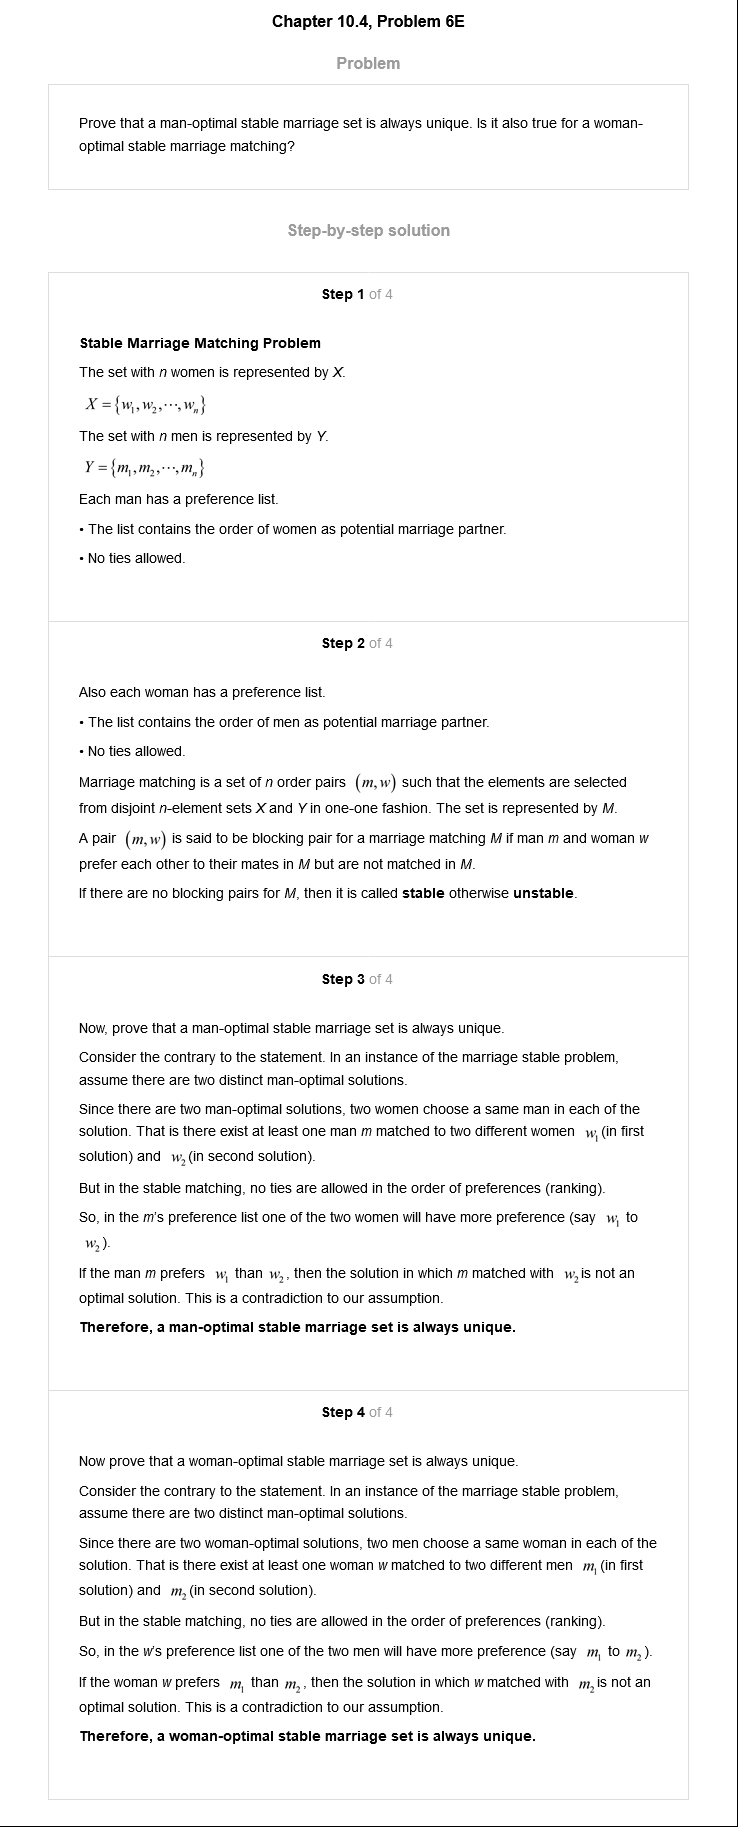 Chapter 10.4, Problem 6E
Problem
Prove that a man-optimal stable marriage set is always unique. Is it also true for a woman-
optimal stable marriage matching?
Step-by-step solution
Step 1 of 4
Stable Marriage Matching Problem
The set with n women is represented by X.
X = {w₁, w₂, ⋯, wₙ}
The set with n men is represented by Y.
Y = {m₁, m₂, ⋯, mₙ}
Each man has a preference list.
• The list contains the order of women as potential marriage partner.
• No ties allowed.
Step 2 of 4
Also each woman has a preference list.
• The list contains the order of men as potential marriage partner.
• No ties allowed.
Marriage matching is a set of n order pairs (m, w) such that the elements are selected
from disjoint n-element sets X and Y in one-one fashion. The set is represented by M.
A pair (m, w) is said to be blocking pair for a marriage matching M if man m and woman w
prefer each other to their mates in M but are not matched in M.
If there are no blocking pairs for M, then it is called stable otherwise unstable.
Step 3 of 4
Now, prove that a man-optimal stable marriage set is always unique.
Consider the contrary to the statement. In an instance of the marriage stable problem,
assume there are two distinct man-optimal solutions.
Since there are two man-optimal solutions, two women choose a same man in each of the
solution. That is there exist at least one man m matched to two different women w₁ (in first
solution) and w₂ (in second solution).
But in the stable matching, no ties are allowed in the order of preferences (ranking).
So, in the m's preference list one of the two women will have more preference (say w₁ to
w₂).
If the man m prefers w₁ than w₂, then the solution in which m matched with w₂ is not an
optimal solution. This is a contradiction to our assumption.
Therefore, a man-optimal stable marriage set is always unique.
Step 4 of 4
Now prove that a woman-optimal stable marriage set is always unique.
Consider the contrary to the statement. In an instance of the marriage stable problem,
assume there are two distinct man-optimal solutions.
Since there are two woman-optimal solutions, two men choose a same woman in each of the
solution. That is there exist at least one woman w matched to two different men m₁ (in first
solution) and m₂ (in second solution).
But in the stable matching, no ties are allowed in the order of preferences (ranking).
So, in the w's preference list one of the two men will have more preference (say m₁ to m₂).
If the woman w prefers m₁ than m₂, then the solution in which w matched with m₂ is not an
optimal solution. This is a contradiction to our assumption.
Therefore, a woman-optimal stable marriage set is always unique.